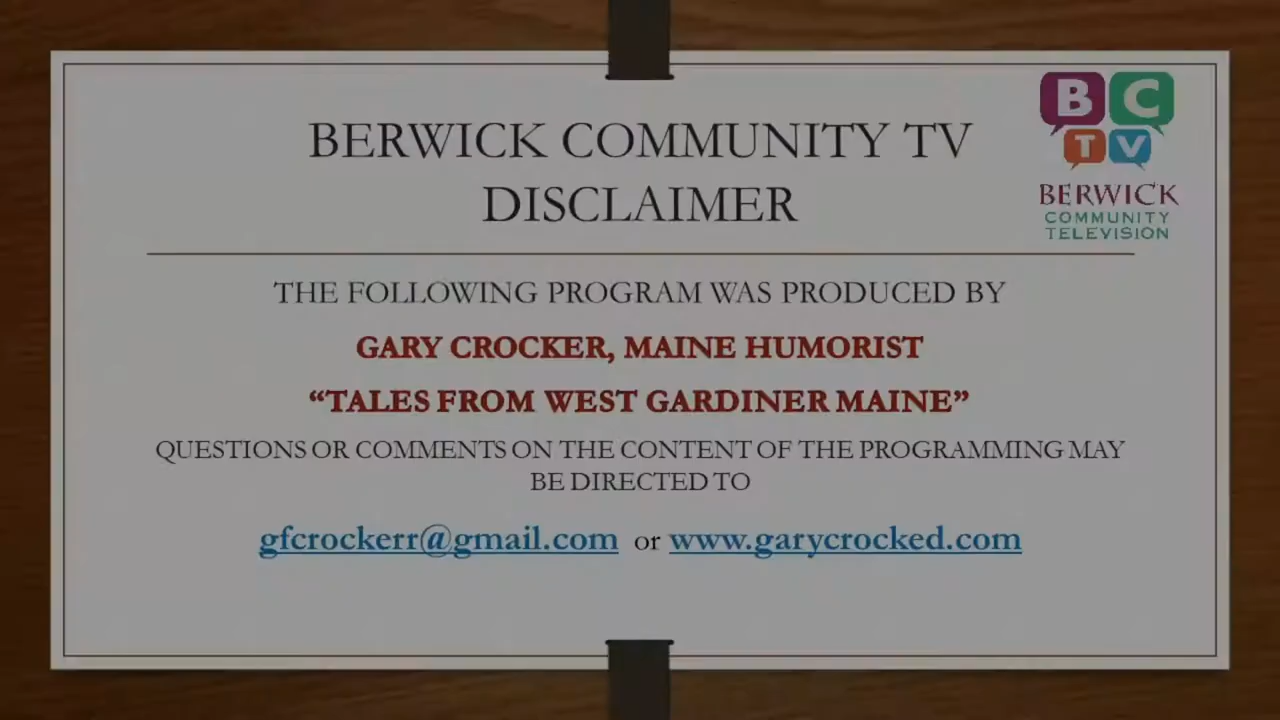 BERWICK COMMUNITY TV
DISCLAIMER
B C
T V
BERWICK
COMMUNITY
TELEVISION
THE FOLLOWING PROGRAM WAS PRODUCED BY
GARY CROCKER, MAINE HUMORIST
“TALES FROM WEST GARDINER MAINE”
QUESTIONS OR COMMENTS ON THE CONTENT OF THE PROGRAMMING MAY
BE DIRECTED TO
gfcrockerr@gmail.com or www.garycrocked.com